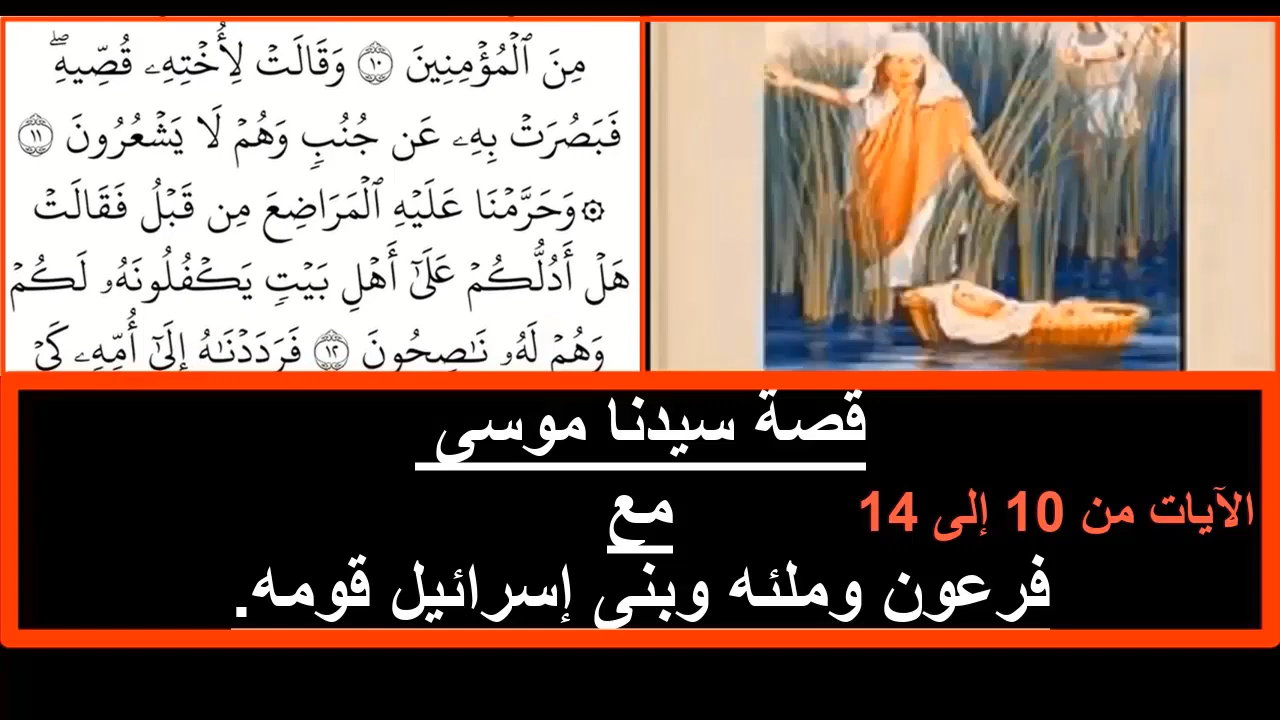 مِنَ ٱلْمُؤْمِنِينَ ١٠ وَقَالَتْ لِأُخْتِهِۦ قُصِّيهِۖ
فَبَصُرَتْ بِهِۦ عَن جُنُبٍ وَهُمْ لَا يَشْعُرُونَ ١١
۞ وَحَرَّمْنَا عَلَيْهِ ٱلْمَرَاضِعَ مِن قَبْلُ فَقَالَتْ
هَلْ أَدُلُّكُمْ عَلَىٰٓ أَهْلِ بَيْتٍ يَكْفُلُونَهُۥ لَكُمْ
وَهُمْ لَهُۥ نَـٰصِحُونَ ١٢ فَرَدَدْنَـٰهُ إِلَىٰٓ أُمِّهِۦ كَىْ
قصة سيدنا موسى
مع
الآيات من 10 إلى 14
فرعون وملئه وبنى إسرائيل قومه.